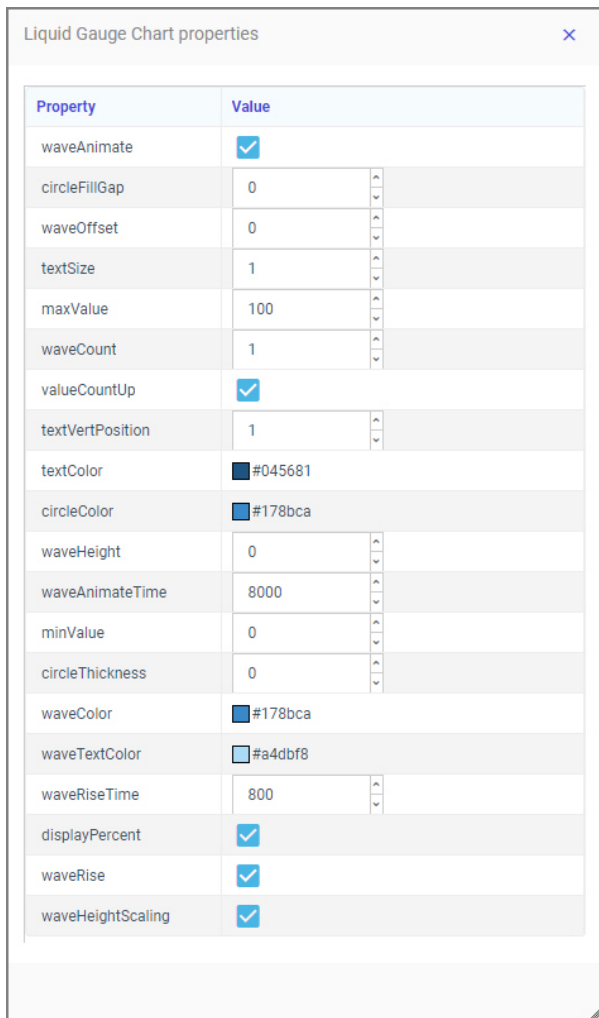 Liquid Gauge Chart properties
Property Value
waveAnimate
circleFillGap 0
waveOffset 0
textSize 1
maxValue 100
waveCount 1
valueCountUp
textVertPosition 1
textColor #045681
circleColor #178bca
waveHeight 0
waveAnimateTime 8000
minValue 0
circleThickness 0
waveColor #178bca
waveTextColor #a4dbf8
waveRiseTime 800
displayPercent
waveRise
waveHeightScaling